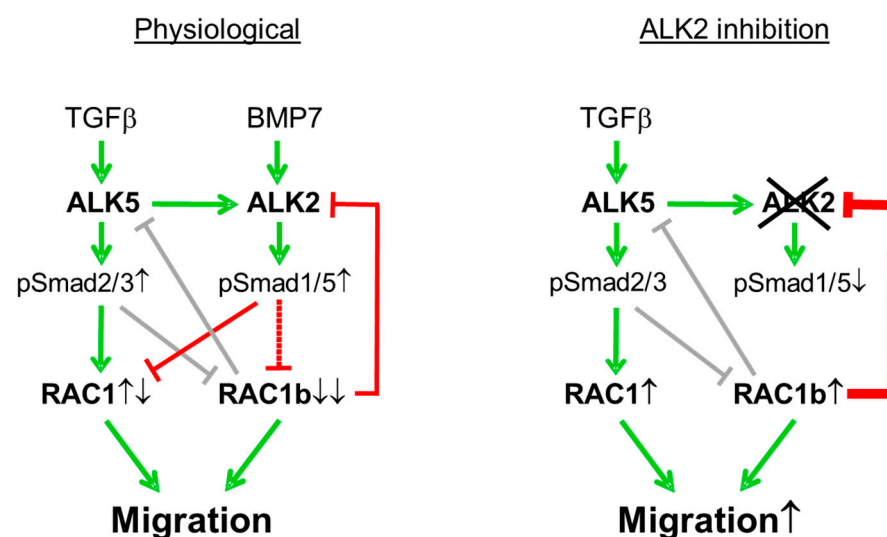 Physiological
TGFβ BMP7
ALK5 ALK2
pSmad2/3↑ pSmad1/5↑
RAC1↑↓ RAC1b↓↓
Migration
ALK2 inhibition
TGFβ
ALK5 ALK2
pSmad2/3 pSmad1/5↓
RAC1↑ RAC1b↑
Migration↑